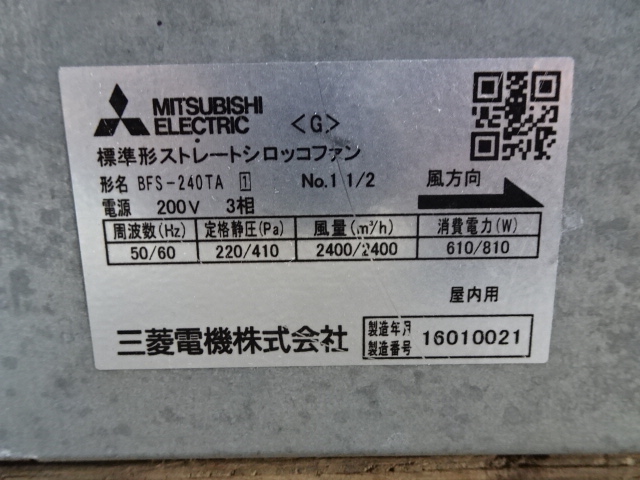 MITSUBISHI
ELECTRIC
〈G〉
標準形ストレートシロッコファン
形名 BFS-240TA 1 No.1 1/2 風方向
電源 200V 3相
周波数(Hz) 定格静圧(Pa) 風量(m³/h) 消費電力(W)
50/60 220/410 2400/2400 610/810
屋内用
三菱電機株式会社
製造年月
製造番号 16010021